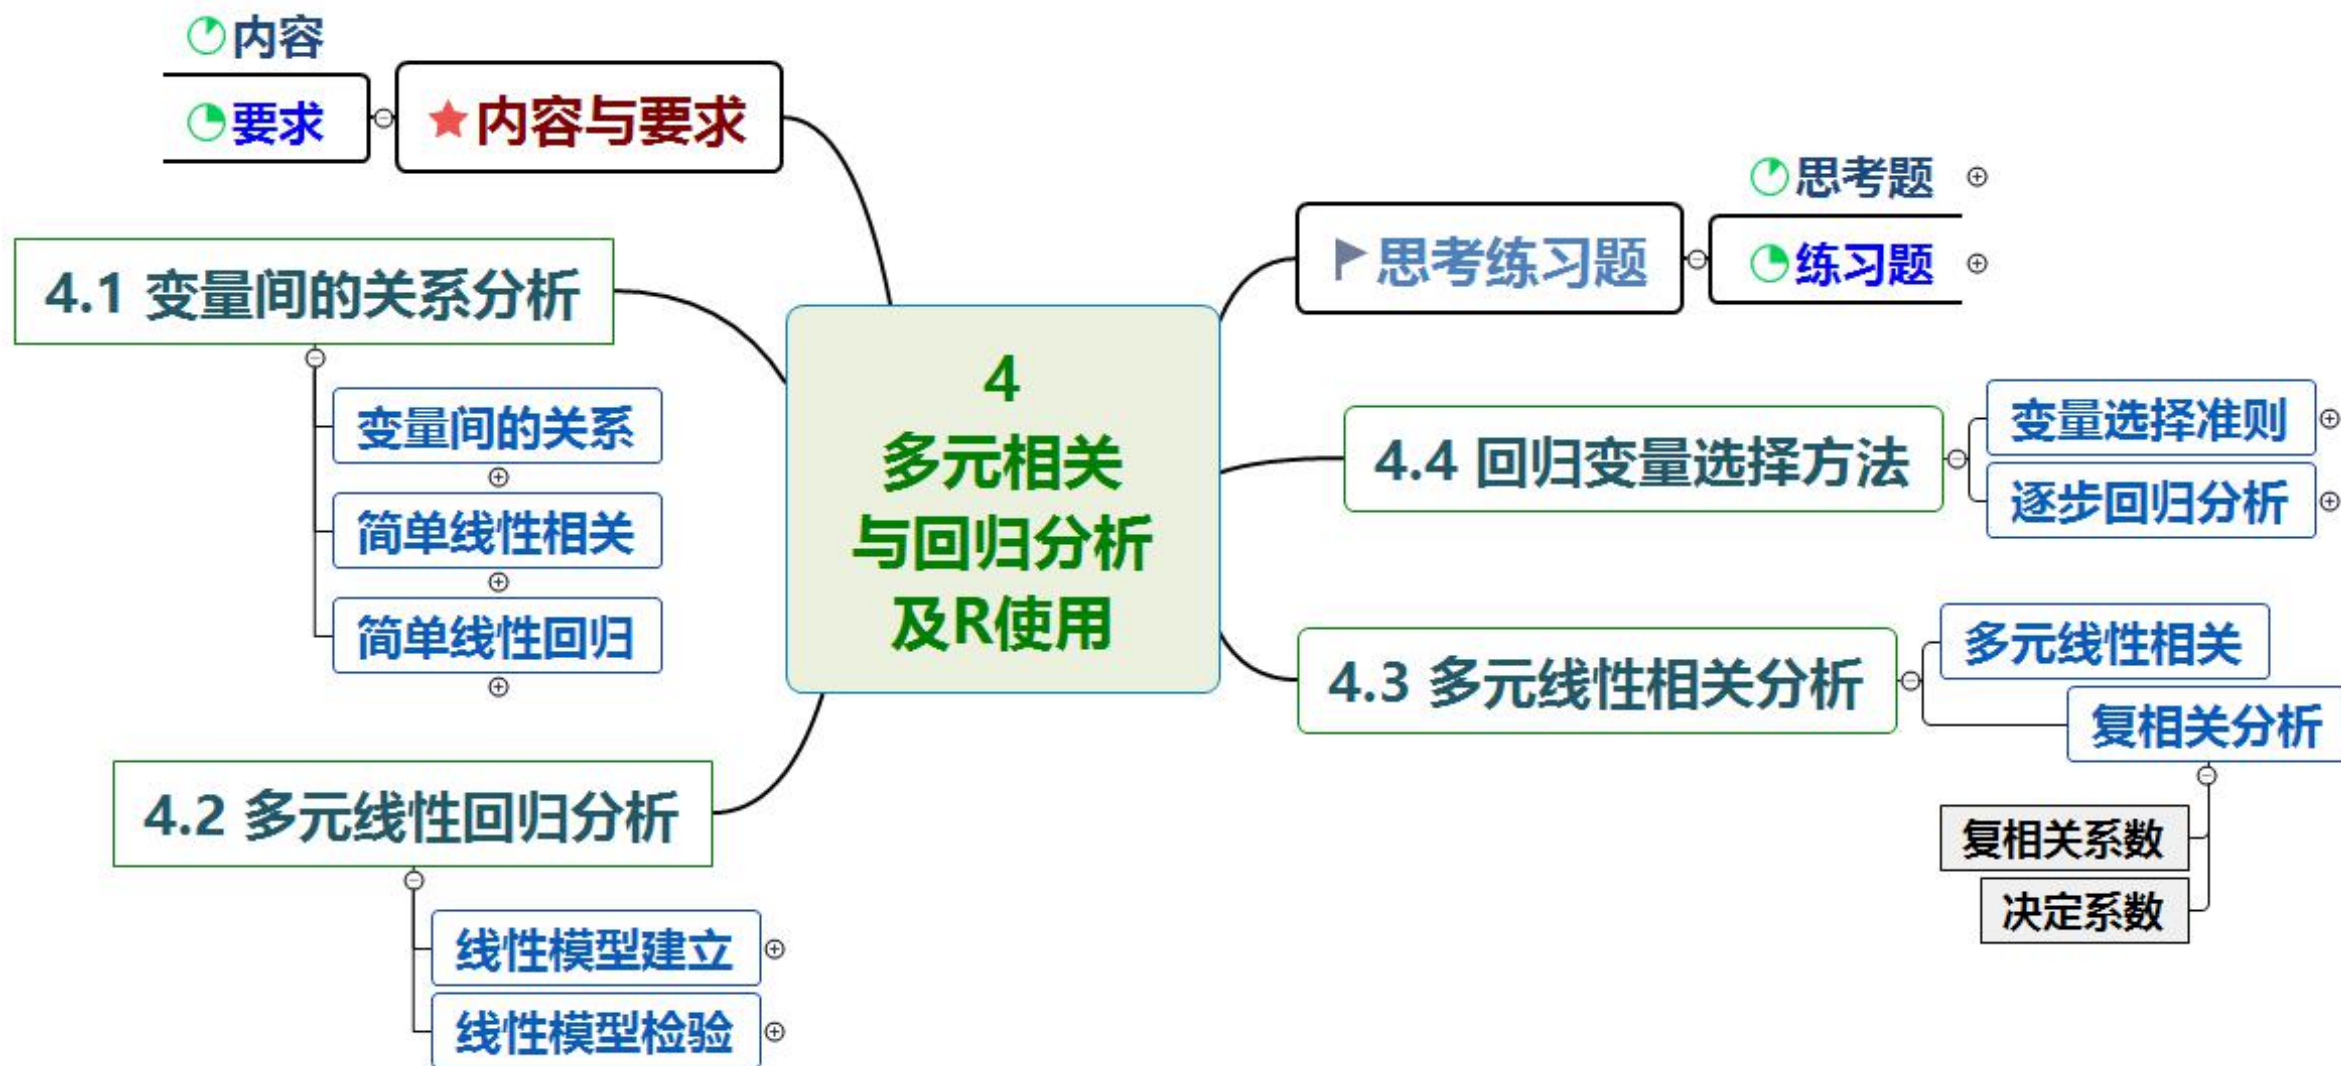 内容
要求
内容与要求
4.1 变量间的关系分析
变量间的关系
简单线性相关
简单线性回归
4.2 多元线性回归分析
线性模型建立
线性模型检验
4
多元相关
与回归分析
及R使用
思考练习题
思考题
练习题
4.4 回归变量选择方法
变量选择准则
逐步回归分析
4.3 多元线性相关分析
多元线性相关
复相关分析
复相关系数
决定系数